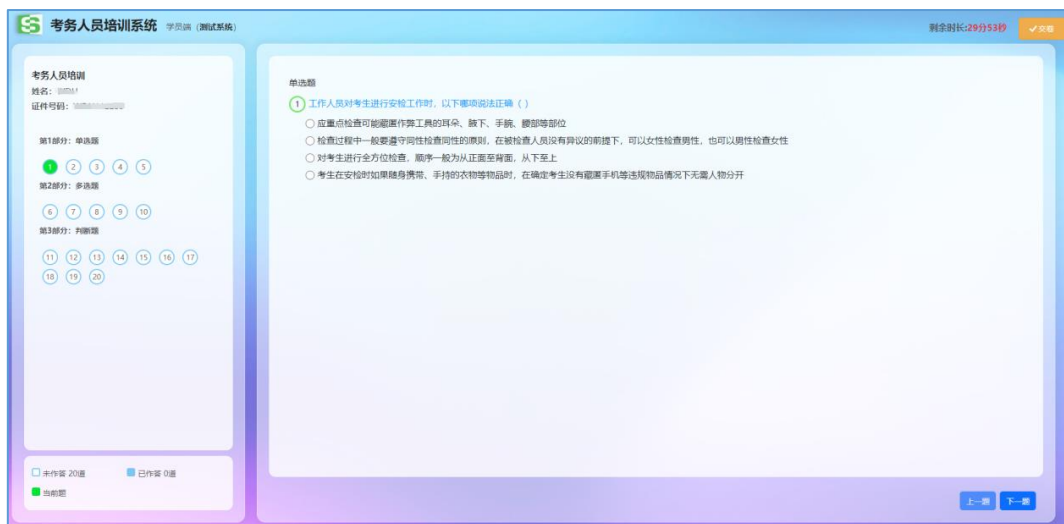 考务人员培训系统 学员端（测试系统）
剩余时长:29分53秒
交卷
考务人员培训
姓名：
证件号码：
第1部分：单选题
1 2 3 4 5
第2部分：多选题
6 7 8 9 10
第3部分：判断题
11 12 13 14 15 16 17
18 19 20
未作答 20道 已作答 0道
当前题
单选题
1 工作人员对考生进行安检工作时，以下哪项说法正确（ ）
应重点检查可能藏匿作弊工具的耳朵、腋下、手腕、腰部等部位
检查过程中一般要遵守同性检查同性的原则，在被检查人员没有异议的前提下，可以女性检查男性，也可以男性检查女性
对考生进行全方位检查，顺序一般为从正面至背面，从下至上
考生在安检时如果随身携带、手持的衣物等物品时，在确定考生没有藏匿手机等违规物品情况下无需人物分开
上一题 下一题